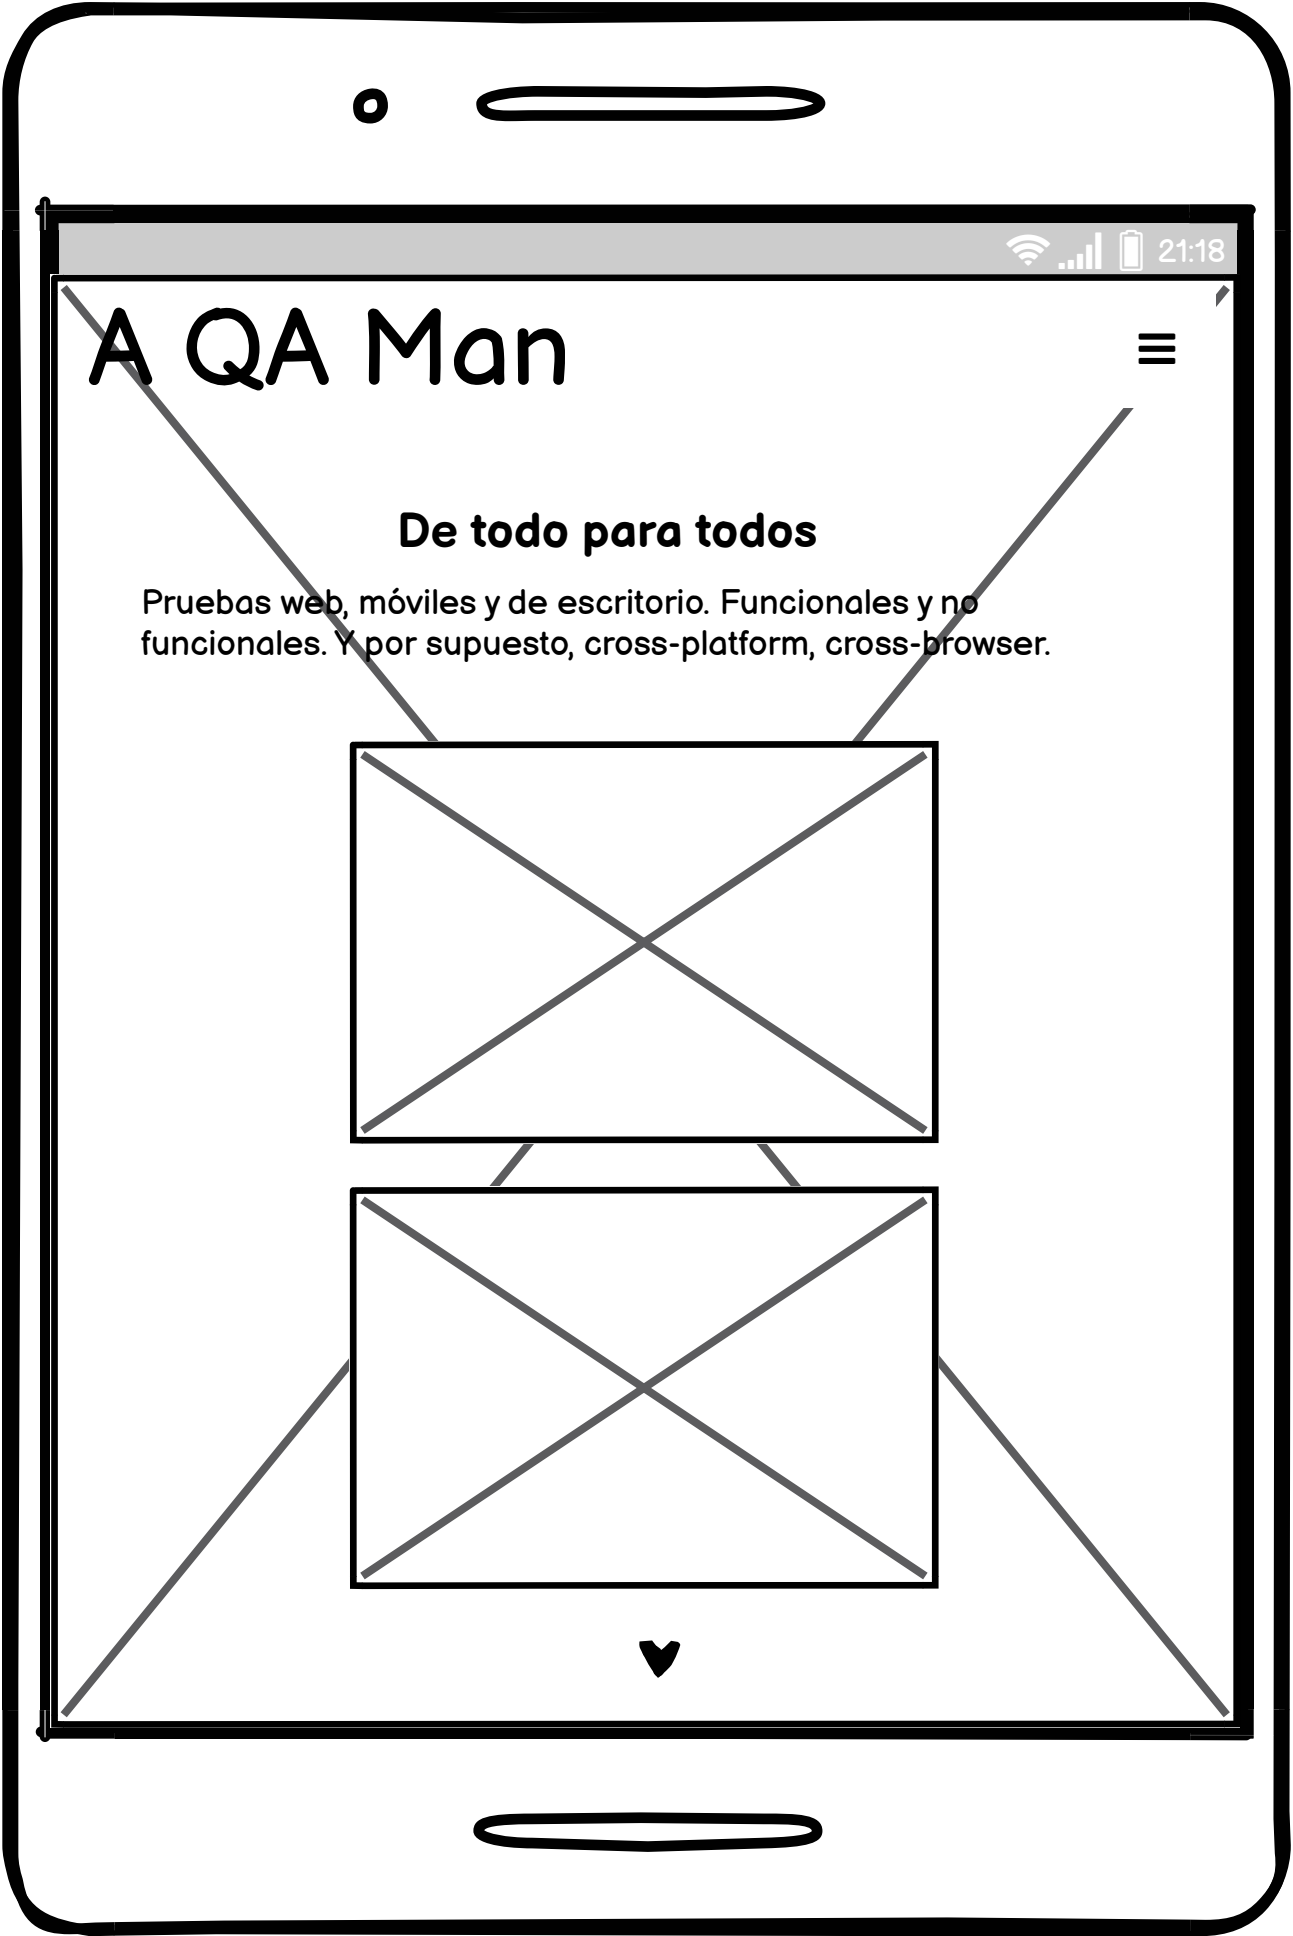 21:18
A QA Man
De todo para todos
Pruebas web, móviles y de escritorio. Funcionales y no
funcionales. Y por supuesto, cross-platform, cross-browser.